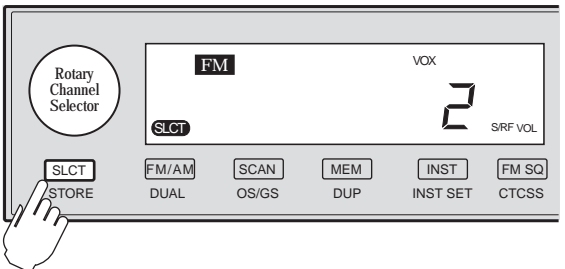 Rotary
Channel
Selector
FM
VOX
2
SLCT
S/RF VOL
SLCT
FM/AM
SCAN
MEM
INST
FM SQ
STORE
DUAL
OS/GS
DUP
INST SET
CTCSS